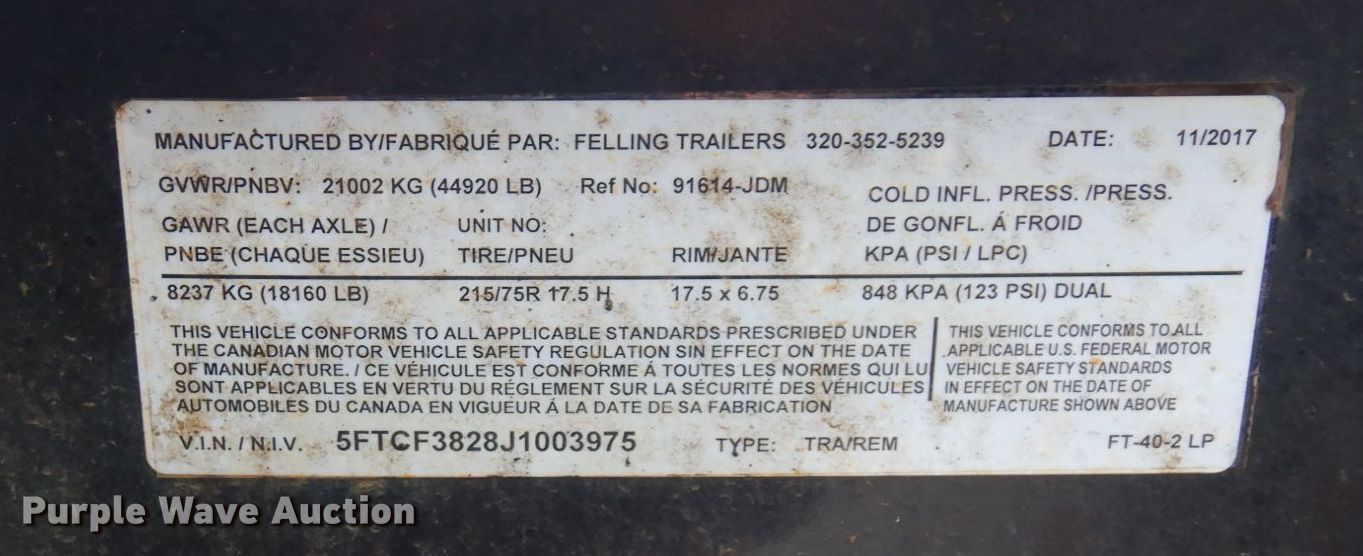 MANUFACTURED BY/FABRIQUÉ PAR: FELLING TRAILERS 320-352-5239 DATE: 11/2017
GVWR/PNBV: 21002 KG (44920 LB) Ref No: 91614-JDM
COLD INFL. PRESS. /PRESS.
GAWR (EACH AXLE) / UNIT NO: DE GONFL. Á FROID
PNBE (CHAQUE ESSIEU) TIRE/PNEU RIM/JANTE KPA (PSI / LPC)
8237 KG (18160 LB) 215/75R 17.5 H 17.5 x 6.75 848 KPA (123 PSI) DUAL
THIS VEHICLE CONFORMS TO ALL APPLICABLE STANDARDS PRESCRIBED UNDER
THE CANADIAN MOTOR VEHICLE SAFETY REGULATION SIN EFFECT ON THE DATE
OF MANUFACTURE. / CE VÉHICULE EST CONFORME Á TOUTES LES NORMES QUI LU
SONT APPLICABLES EN VERTU DU RÉGLEMENT SUR LA SÉCURITÉ DES VÉHICULES
AUTOMOBILES DU CANADA EN VIGUEUR Á LA DATE DE SA FABRICATION
THIS VEHICLE CONFORMS TO ALL
APPLICABLE U.S. FEDERAL MOTOR
VEHICLE SAFETY STANDARDS
IN EFFECT ON THE DATE OF
MANUFACTURE SHOWN ABOVE
V.I.N. / N.I.V. 5FTCF3828J1003975 TYPE: TRA/REM FT-40-2 LP
Purple Wave Auction